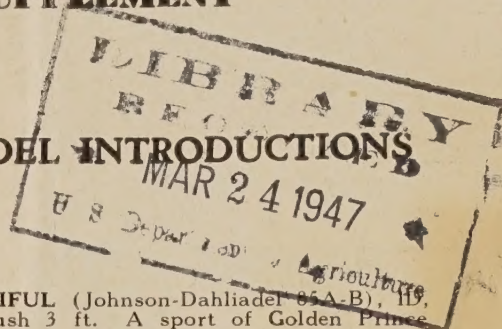 UPPLEMENT
LIBRARY
RECEIVED
DEL INTRODUCTIONS
MAR 24 1947
U S Department of Agriculture
IFUL (Johnson-Dahliadel 85A-B), ID,
ush 3 ft. A sport of Golden Prince